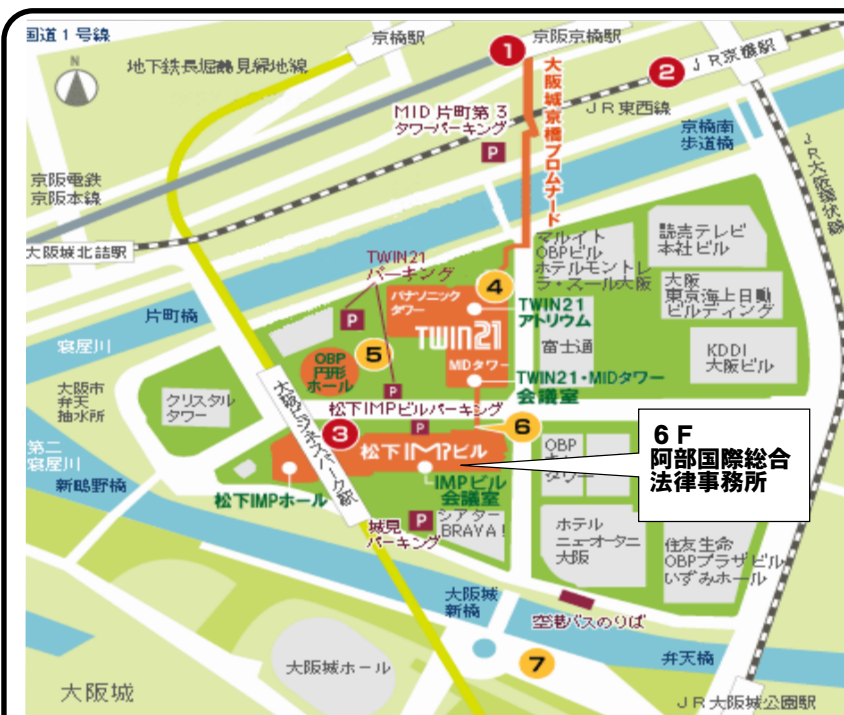 国道1号線
京橋駅
京阪京橋駅
1
N
地下鉄長堀鶴見緑地線
2
JR京橋駅
大阪城京橋プロムナード
MID 片町第3
タワーパーキング
P
JR東西線
京橋南
歩道橋
JR大阪環状線
京阪電鉄
京阪本線
大阪城北詰駅
TWIN21
パーキング
マルイト
OBPビル
ホテルモントレ
ラ・スール大阪
読売テレビ
本社ビル
4
パナソニック
タワー
TWIN21
アトリウム
大阪
東京海上日動
ビルディング
片町橋
P
TWIN21
寝屋川
5
OBP
円形
ホール
MIDタワー
富士通
KDDI
大阪ビル
TWIN21・MIDタワー
会議室
大阪市
弁天
抽水所
クリスタル
タワー
大阪ビジネスパーク駅
P
松下IMPビルパーキング
P
6
3
松下IMPビル
OBP
タワー
6F
阿部国際総合
法律事務所
第二
寝屋川
新鴫野橋
松下IMPホール
IMPビル
会議室
城見
パーキング
P
シアター
BRAVA!
ホテル
ニューオータニ
大阪
住友生命
OBPプラザビル
いずみホール
大阪城
新橋
空港バスのりば
7
弁天橋
大阪城ホール
大阪城
JR大阪城公園駅